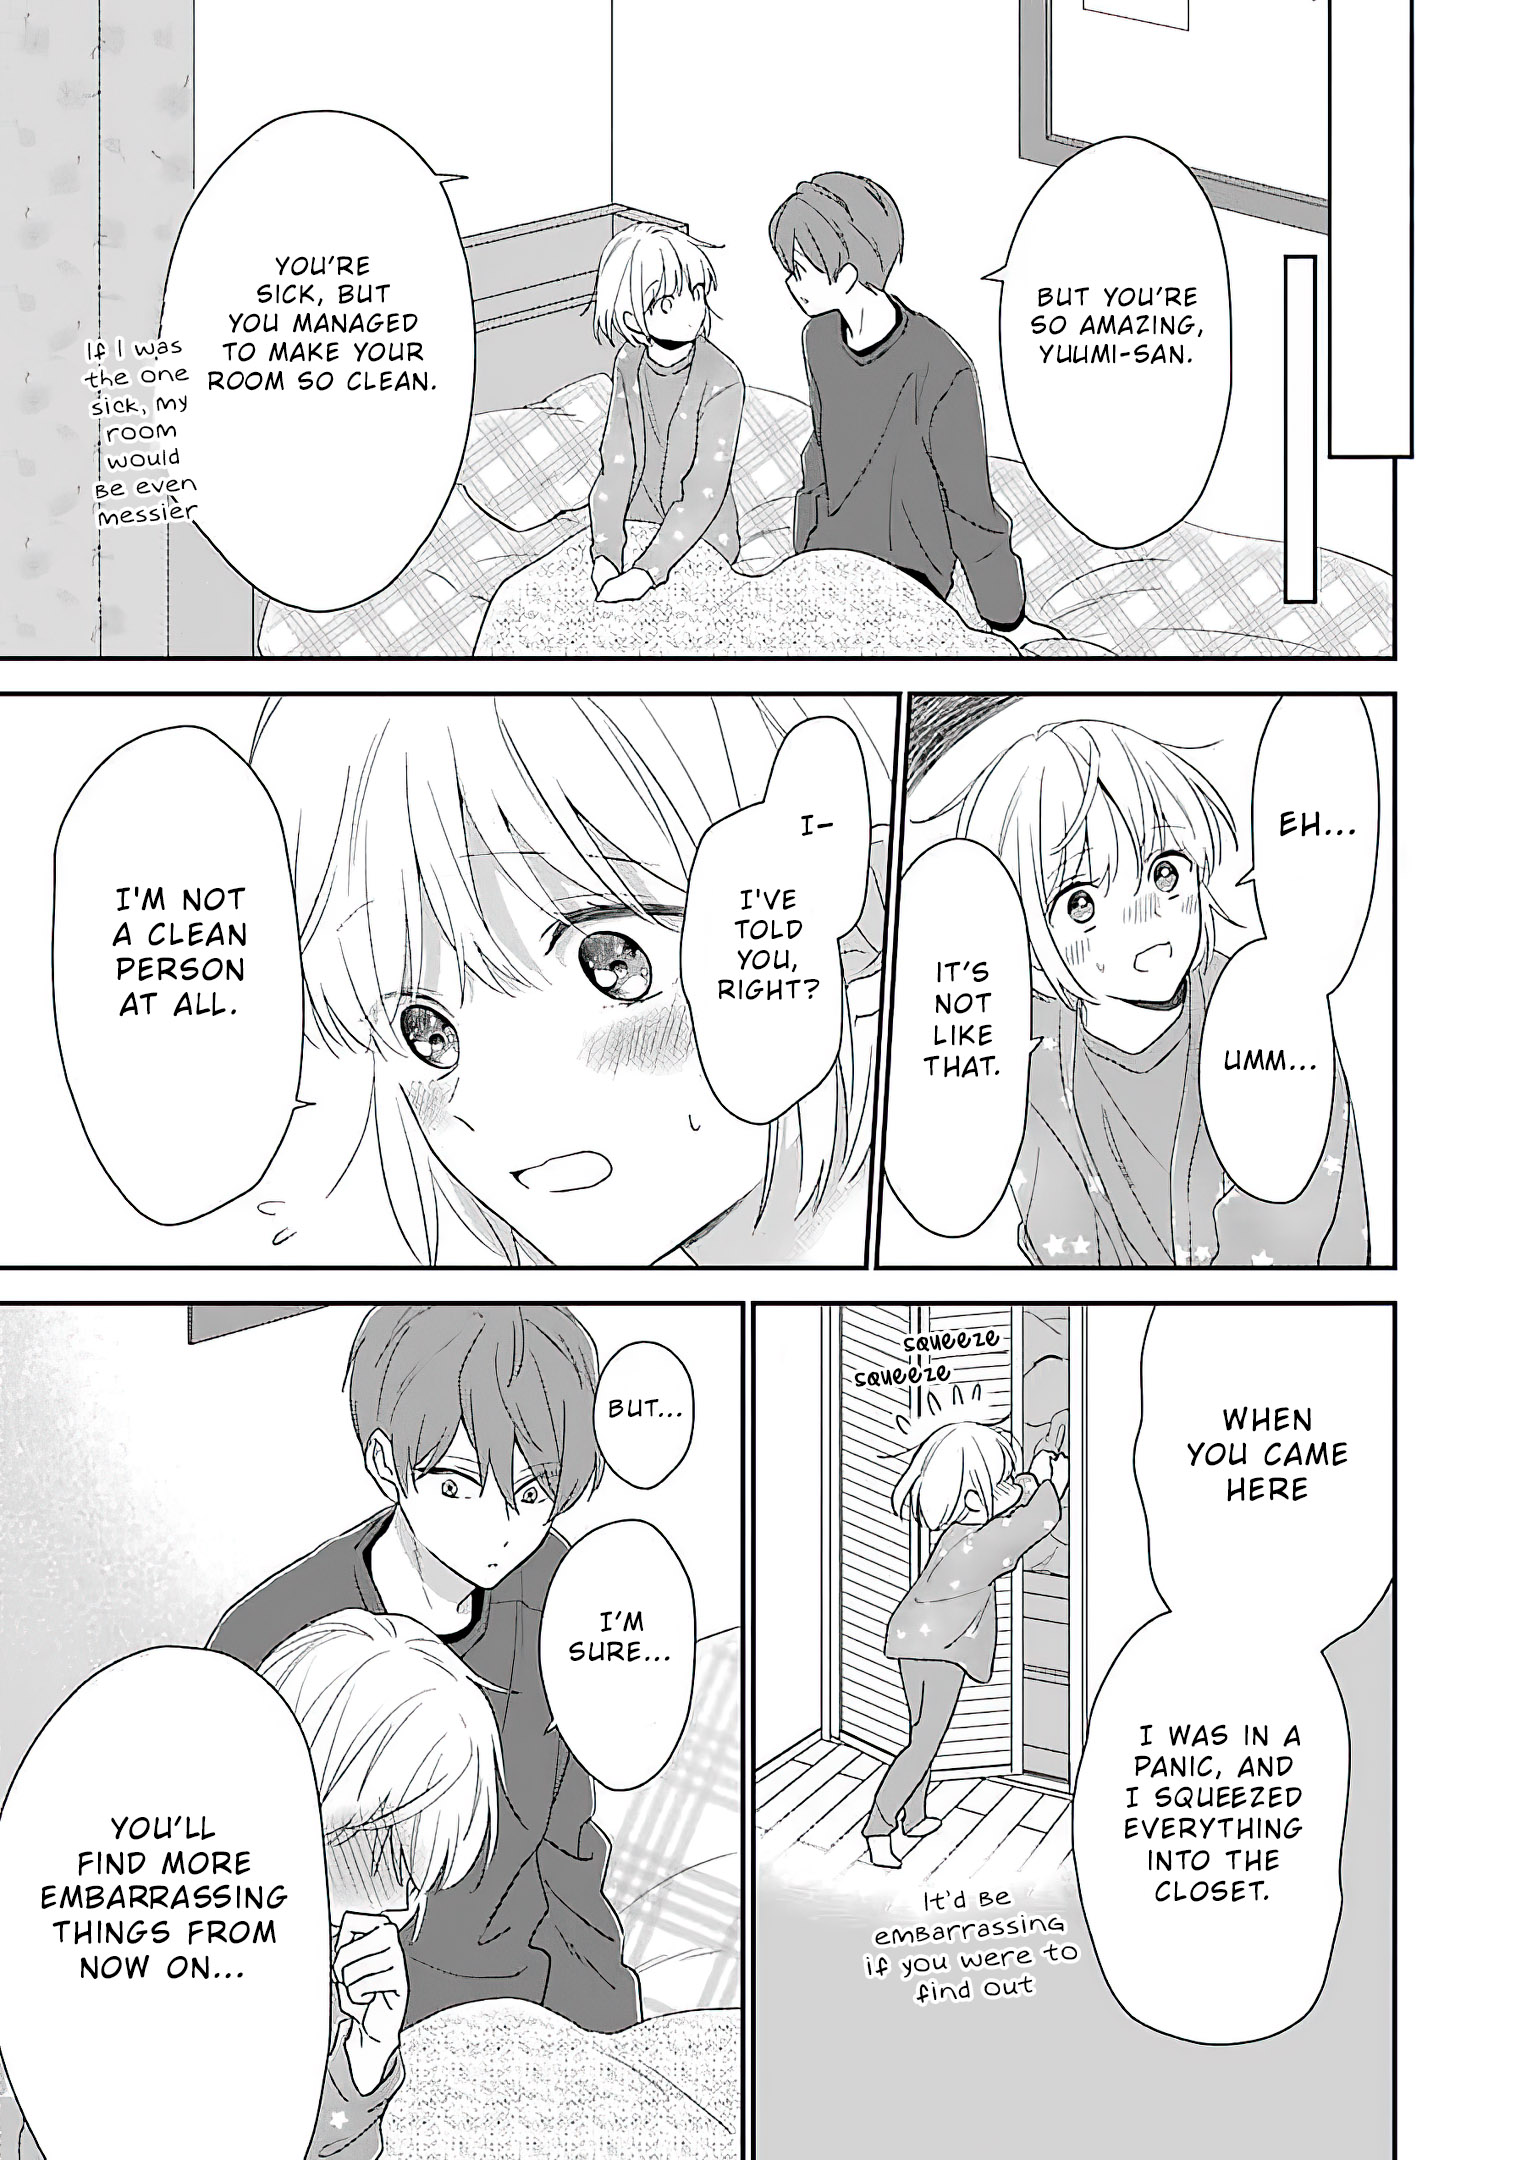 BUT YOU'RE
SO AMAZING,
YUUMI-SAN.
YOU'RE
SICK, BUT
YOU MANAGED
TO MAKE YOUR
ROOM SO CLEAN.
If I was
the one
sick, my
room
would
be even
messier
EH...
UMM...
IT'S
NOT
LIKE
THAT.
I-
I'VE
TOLD
YOU,
RIGHT?
I'M NOT
A CLEAN
PERSON
AT ALL.
WHEN
YOU CAME
HERE
squeeze
squeeze
I WAS IN A
PANIC, AND
I SQUEEZED
EVERYTHING
INTO THE
CLOSET.
It'd be
embarrassing
if you were to
find out
BUT...
I'M
SURE...
YOU'LL
FIND MORE
EMBARRASSING
THINGS FROM
NOW ON...